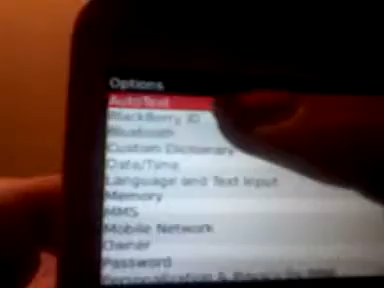 Options
AutoText
BlackBerry ID
Bluetooth
Custom Dictionary
Date/Time
Language and Text Input
Memory
MMS
Mobile Network
Owner
Password